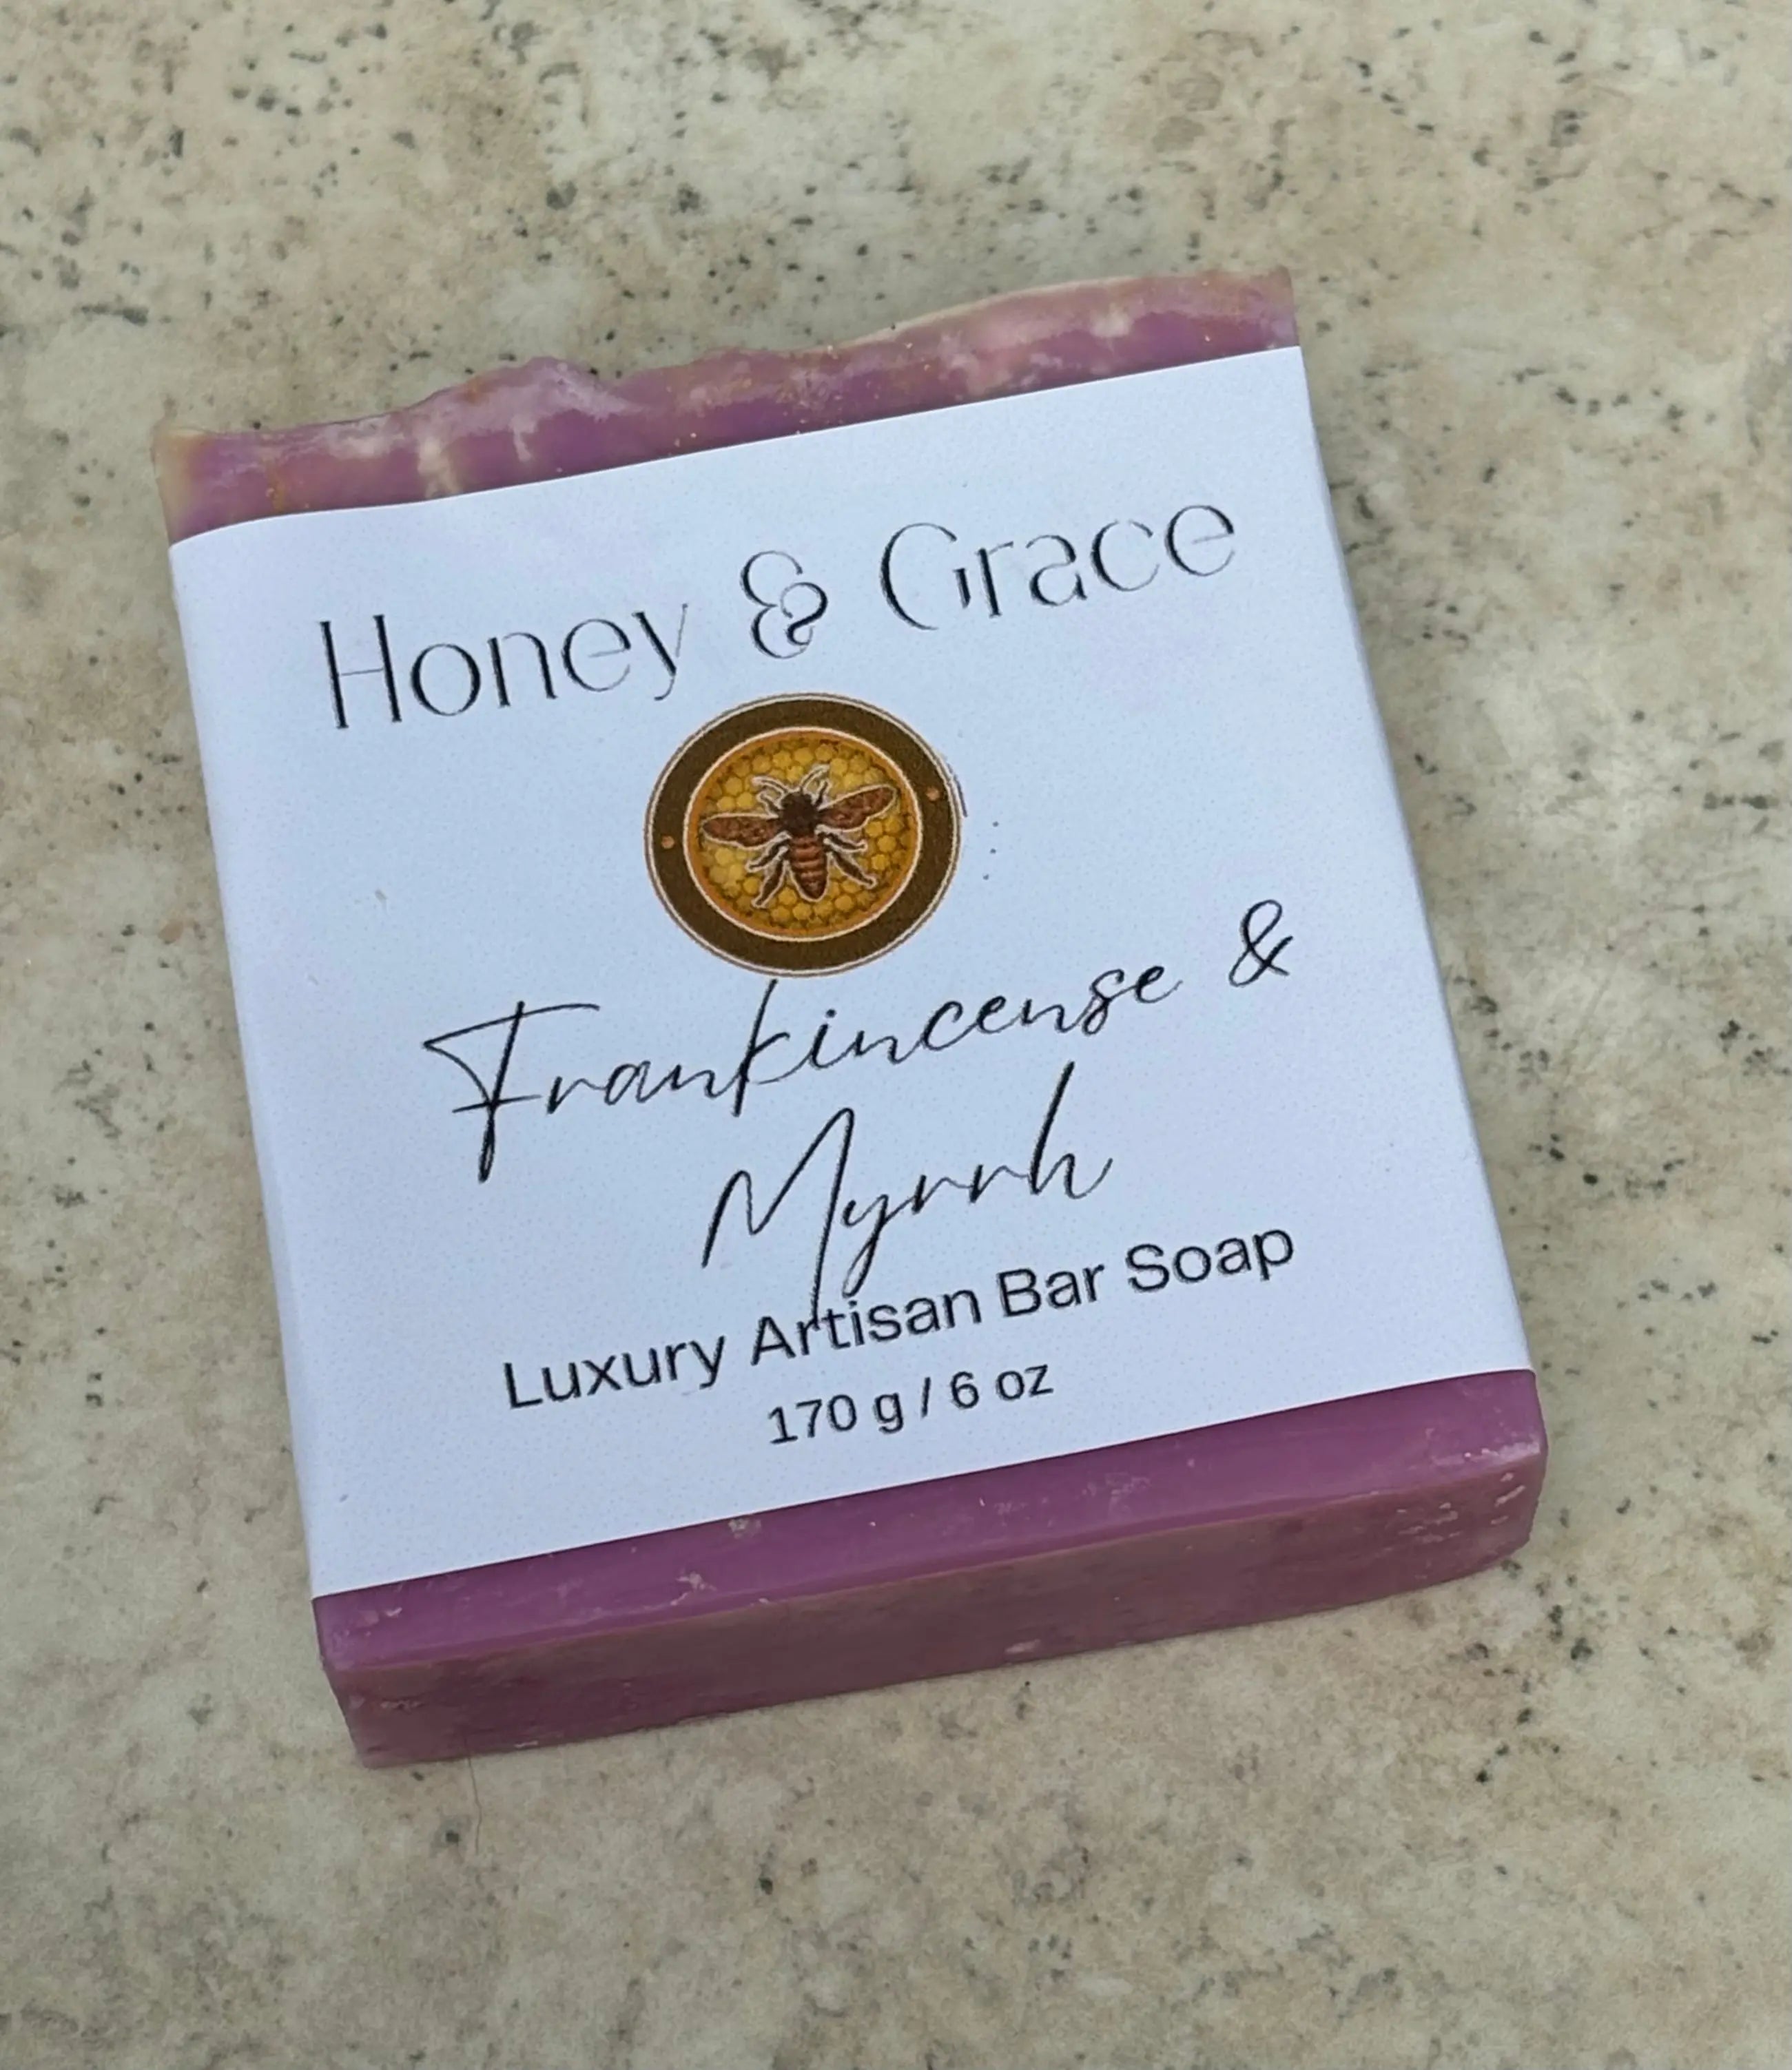 Honey & Grace
Frankincense &
Myrrh
Luxury Artisan Bar Soap
170 g / 6 oz